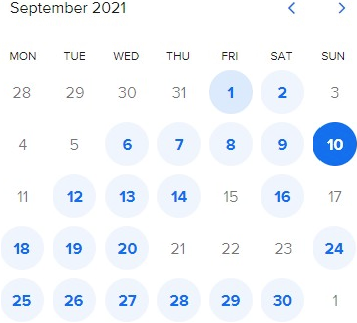 September 2021
MON TUE WED THU FRI SAT SUN
28 29 30 31 1 2 3
4 5 6 7 8 9 10
11 12 13 14 15 16 17
18 19 20 21 22 23 24
25 26 27 28 29 30 1